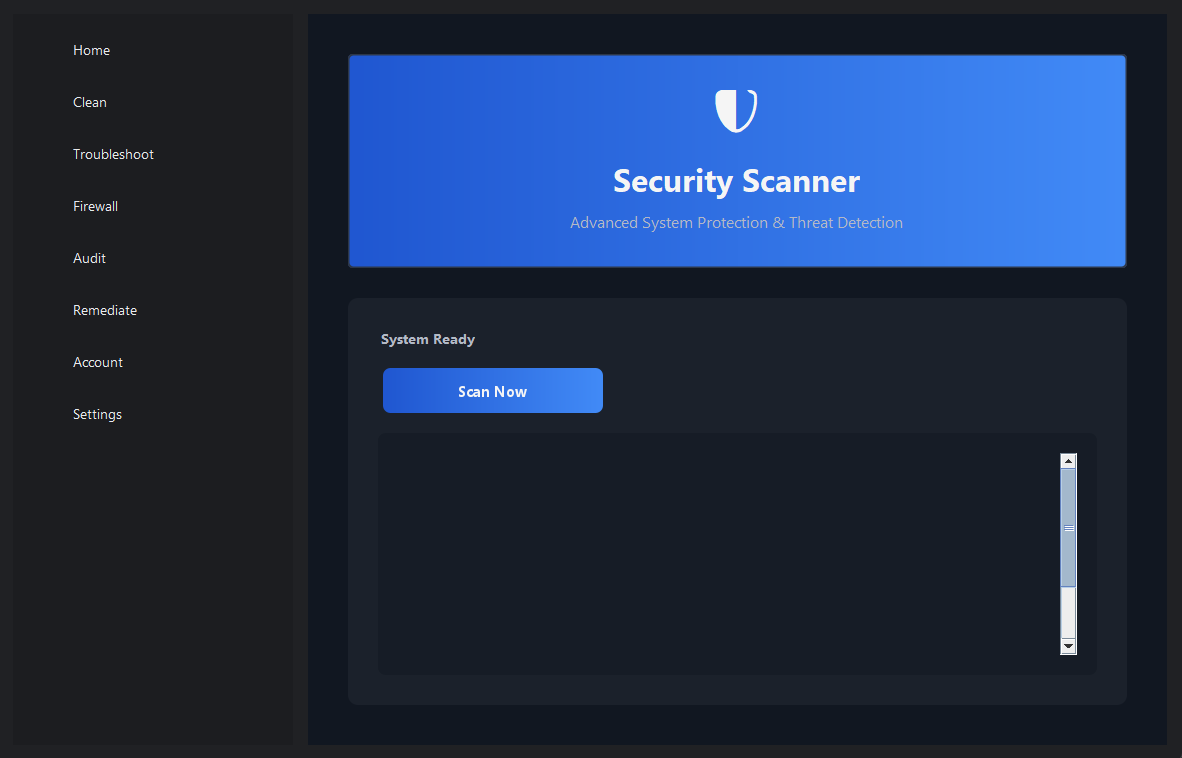 Home
Clean
Troubleshoot
Firewall
Audit
Remediate
Account
Settings
Security Scanner
Advanced System Protection & Threat Detection
System Ready
Scan Now